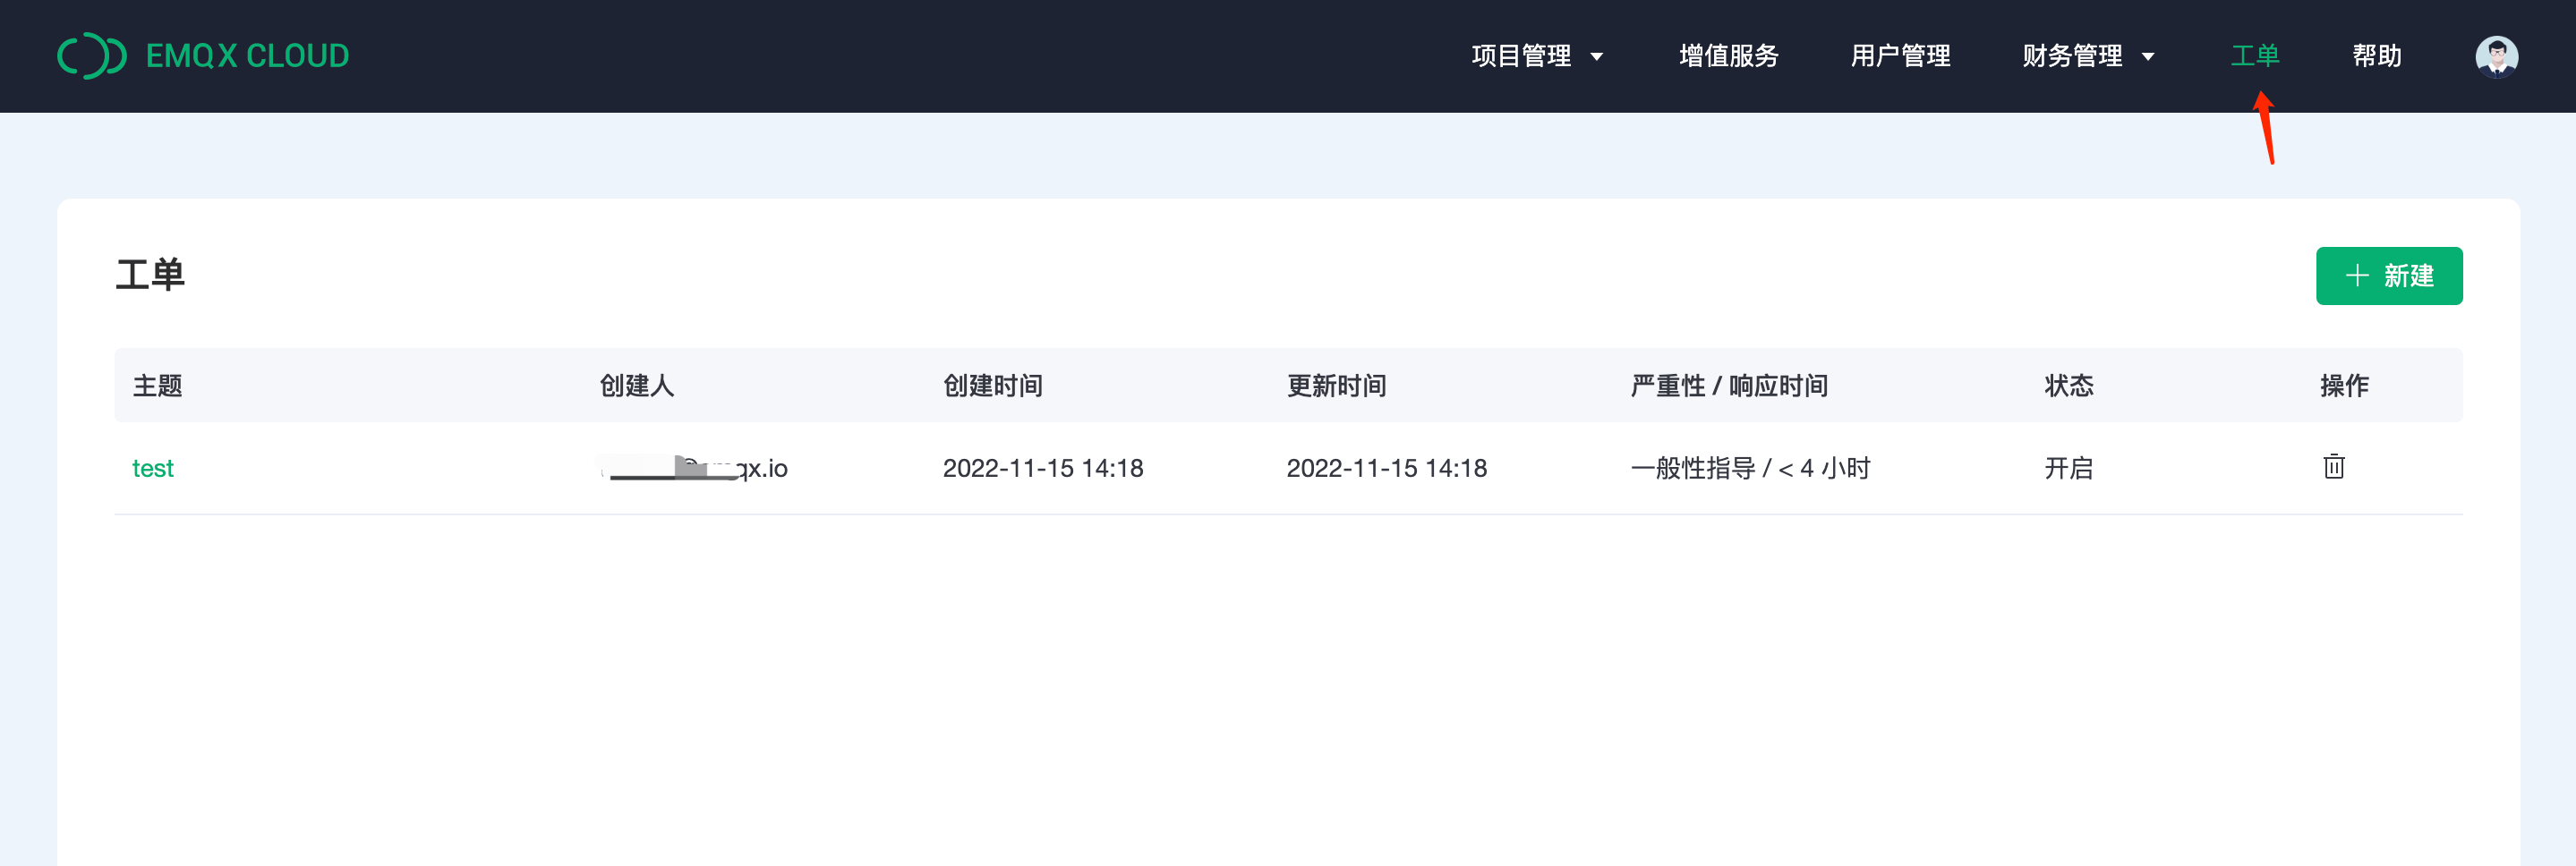 EMQX CLOUD 项目管理 增值服务 用户管理 财务管理 工单 帮助
工单 新建
主题 创建人 创建时间 更新时间 严重性 / 响应时间 状态 操作
test qx.io 2022-11-15 14:18 2022-11-15 14:18 一般性指导 / < 4 小时 开启